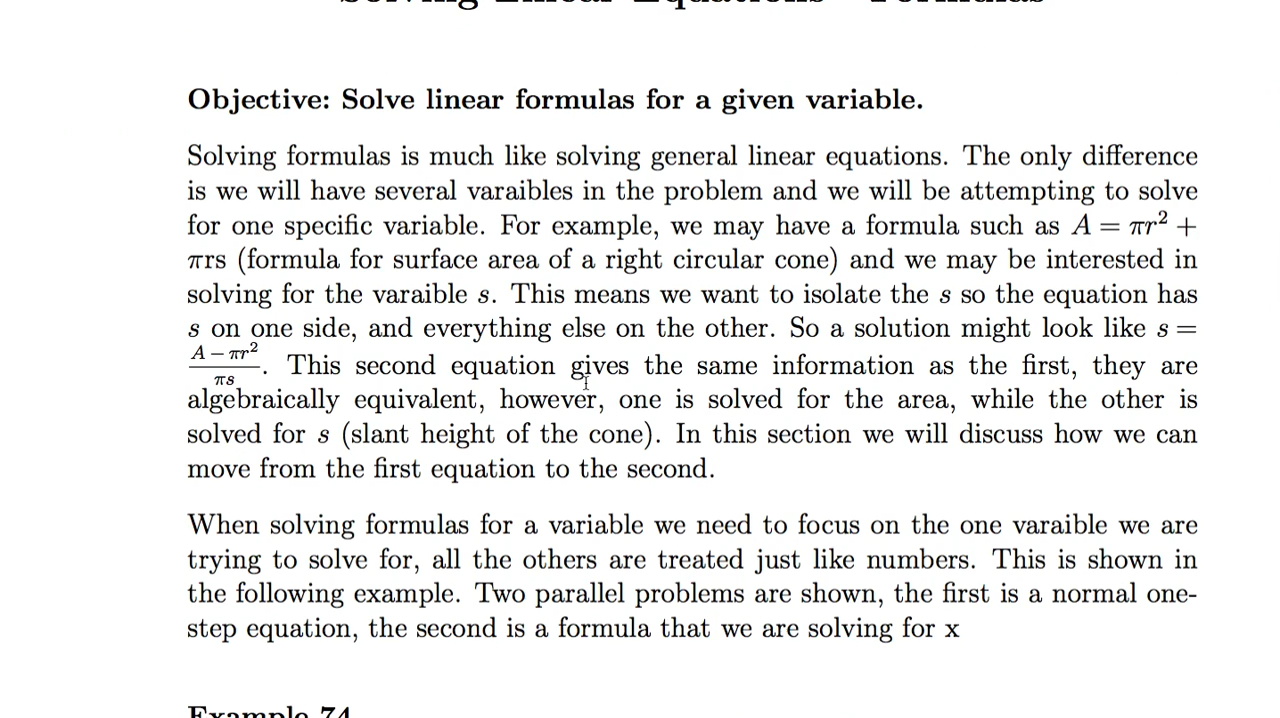 Solving Linear Equations - Formulas
Objective: Solve linear formulas for a given variable.
Solving formulas is much like solving general linear equations. The only difference
is we will have several varaibles in the problem and we will be attempting to solve
for one specific variable. For example, we may have a formula such as A = πr² +
πrs (formula for surface area of a right circular cone) and we may be interested in
solving for the varaible s. This means we want to isolate the s so the equation has
s on one side, and everything else on the other. So a solution might look like s =
(A − πr²)/(πs). This second equation gives the same information as the first, they are
algebraically equivalent, however, one is solved for the area, while the other is
solved for s (slant height of the cone). In this section we will discuss how we can
move from the first equation to the second.
When solving formulas for a variable we need to focus on the one varaible we are
trying to solve for, all the others are treated just like numbers. This is shown in
the following example. Two parallel problems are shown, the first is a normal one-
step equation, the second is a formula that we are solving for x
Example 74